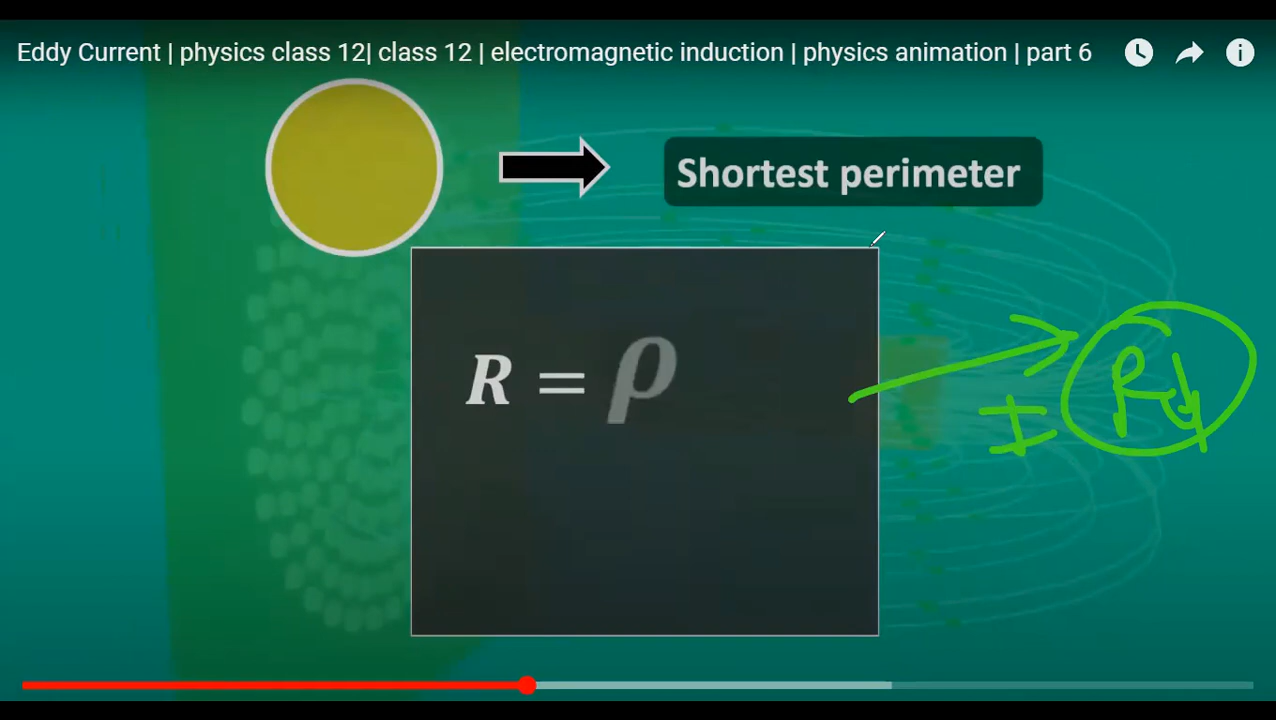 Eddy Current | physics class 12| class 12 | electromagnetic induction | physics animation | part 6
Shortest perimeter
R = ρ
I R↓